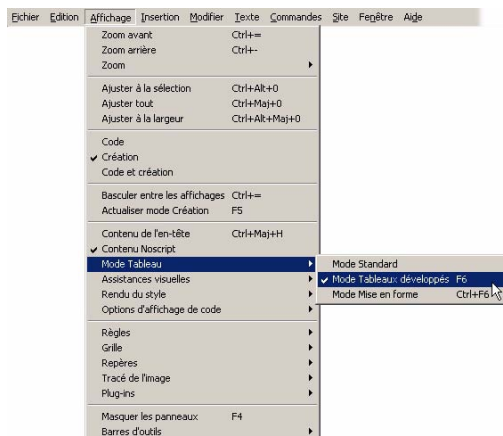 Fichier Edition Affichage Insertion Modifier Texte Commandes Site Fenêtre Aide
Zoom avant Ctrl+=
Zoom arrière Ctrl+-
Zoom
Ajuster à la sélection Ctrl+Alt+0
Ajuster tout Ctrl+Maj+0
Ajuster à la largeur Ctrl+Alt+Maj+0
Code
Création
Code et création
Basculer entre les affichages Ctrl+=
Actualiser mode Création F5
Contenu de l'en-tête Ctrl+Maj+H
Contenu Noscript
Mode Tableau
Mode Standard
Assistances visuelles
Mode Tableaux développés F6
Rendu du style
Mode Mise en forme Ctrl+F6
Options d'affichage de code
Règles
Grille
Repères
Tracé de l'image
Plug-ins
Masquer les panneaux F4
Barres d'outils